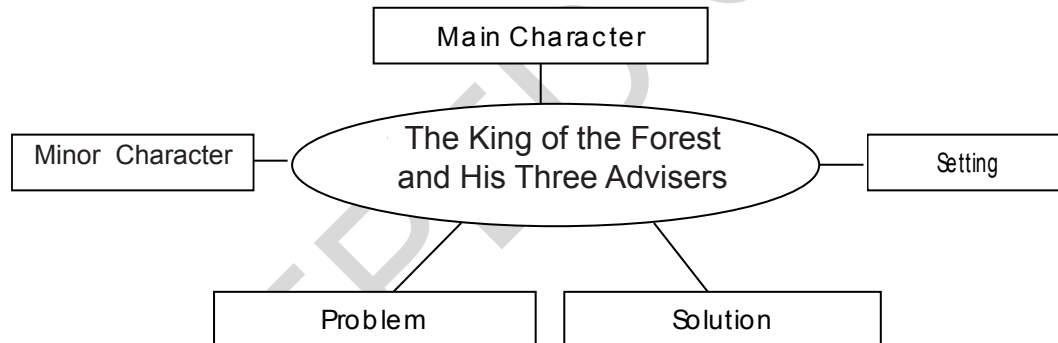 Main Character
The King of the Forest
and His Three Advisers
Minor Character
Setting
Problem
Solution